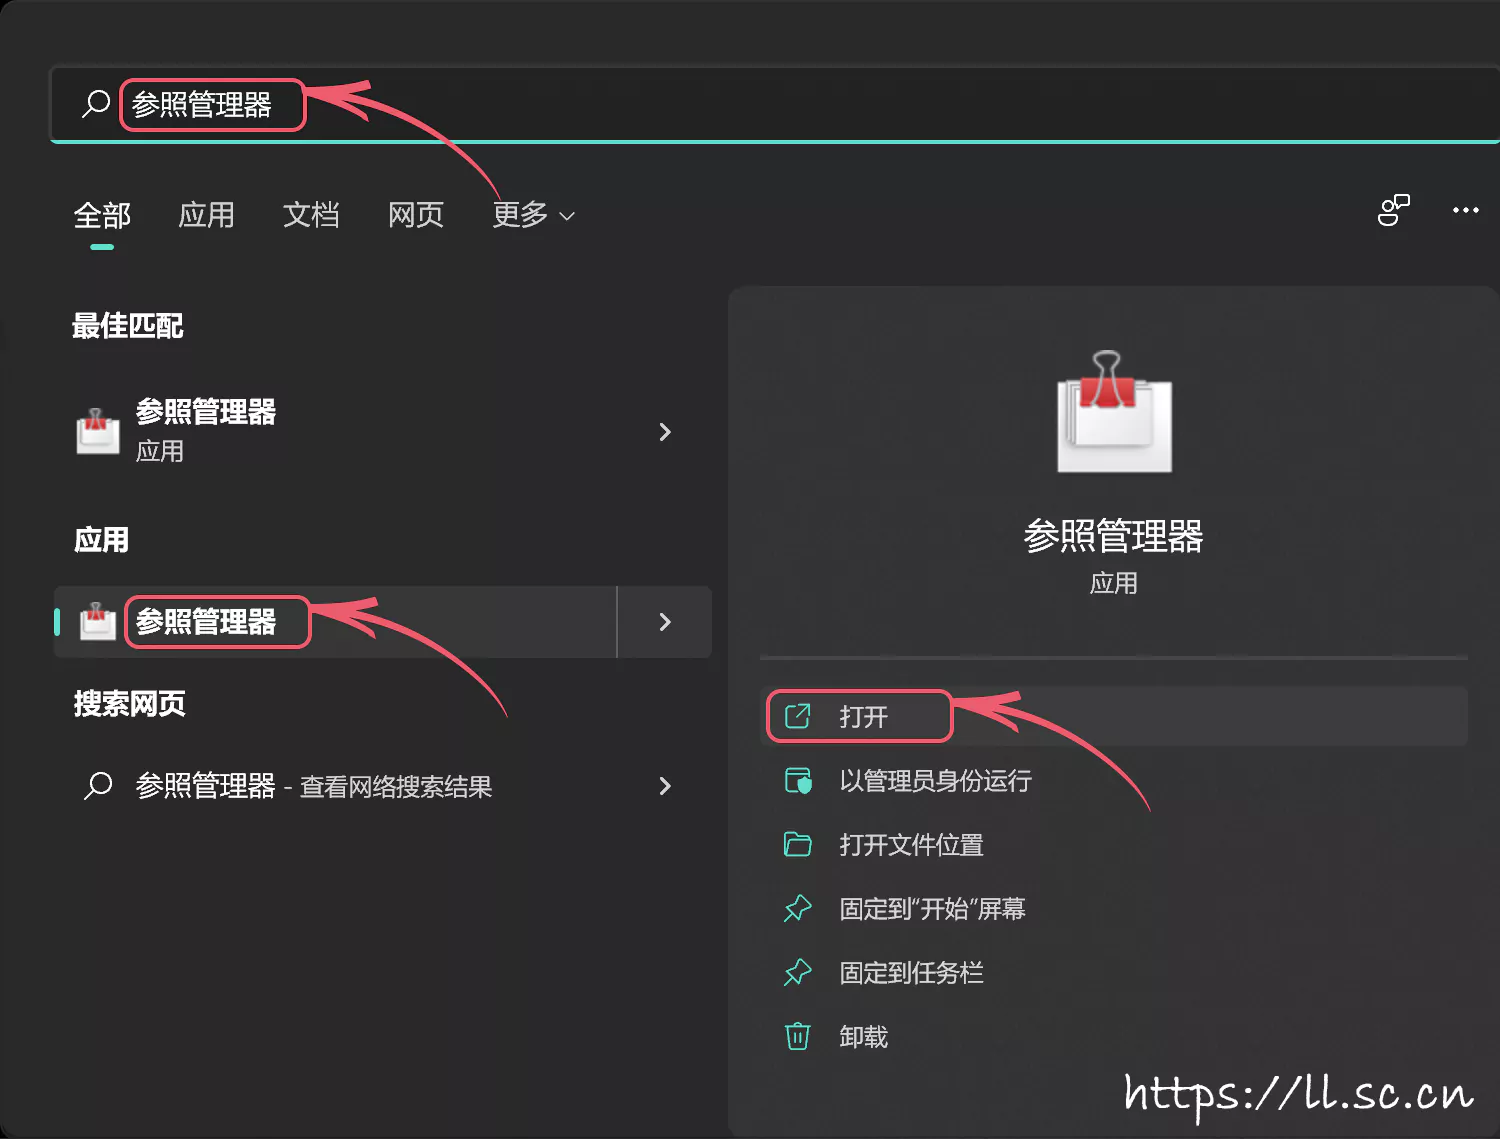 参照管理器
全部 应用 文档 网页 更多
最佳匹配
参照管理器
应用
应用
参照管理器
搜索网页
参照管理器 - 查看网络搜索结果
参照管理器
应用
打开
以管理员身份运行
打开文件位置
固定到“开始”屏幕
固定到任务栏
卸载
https://ll.sc.cn